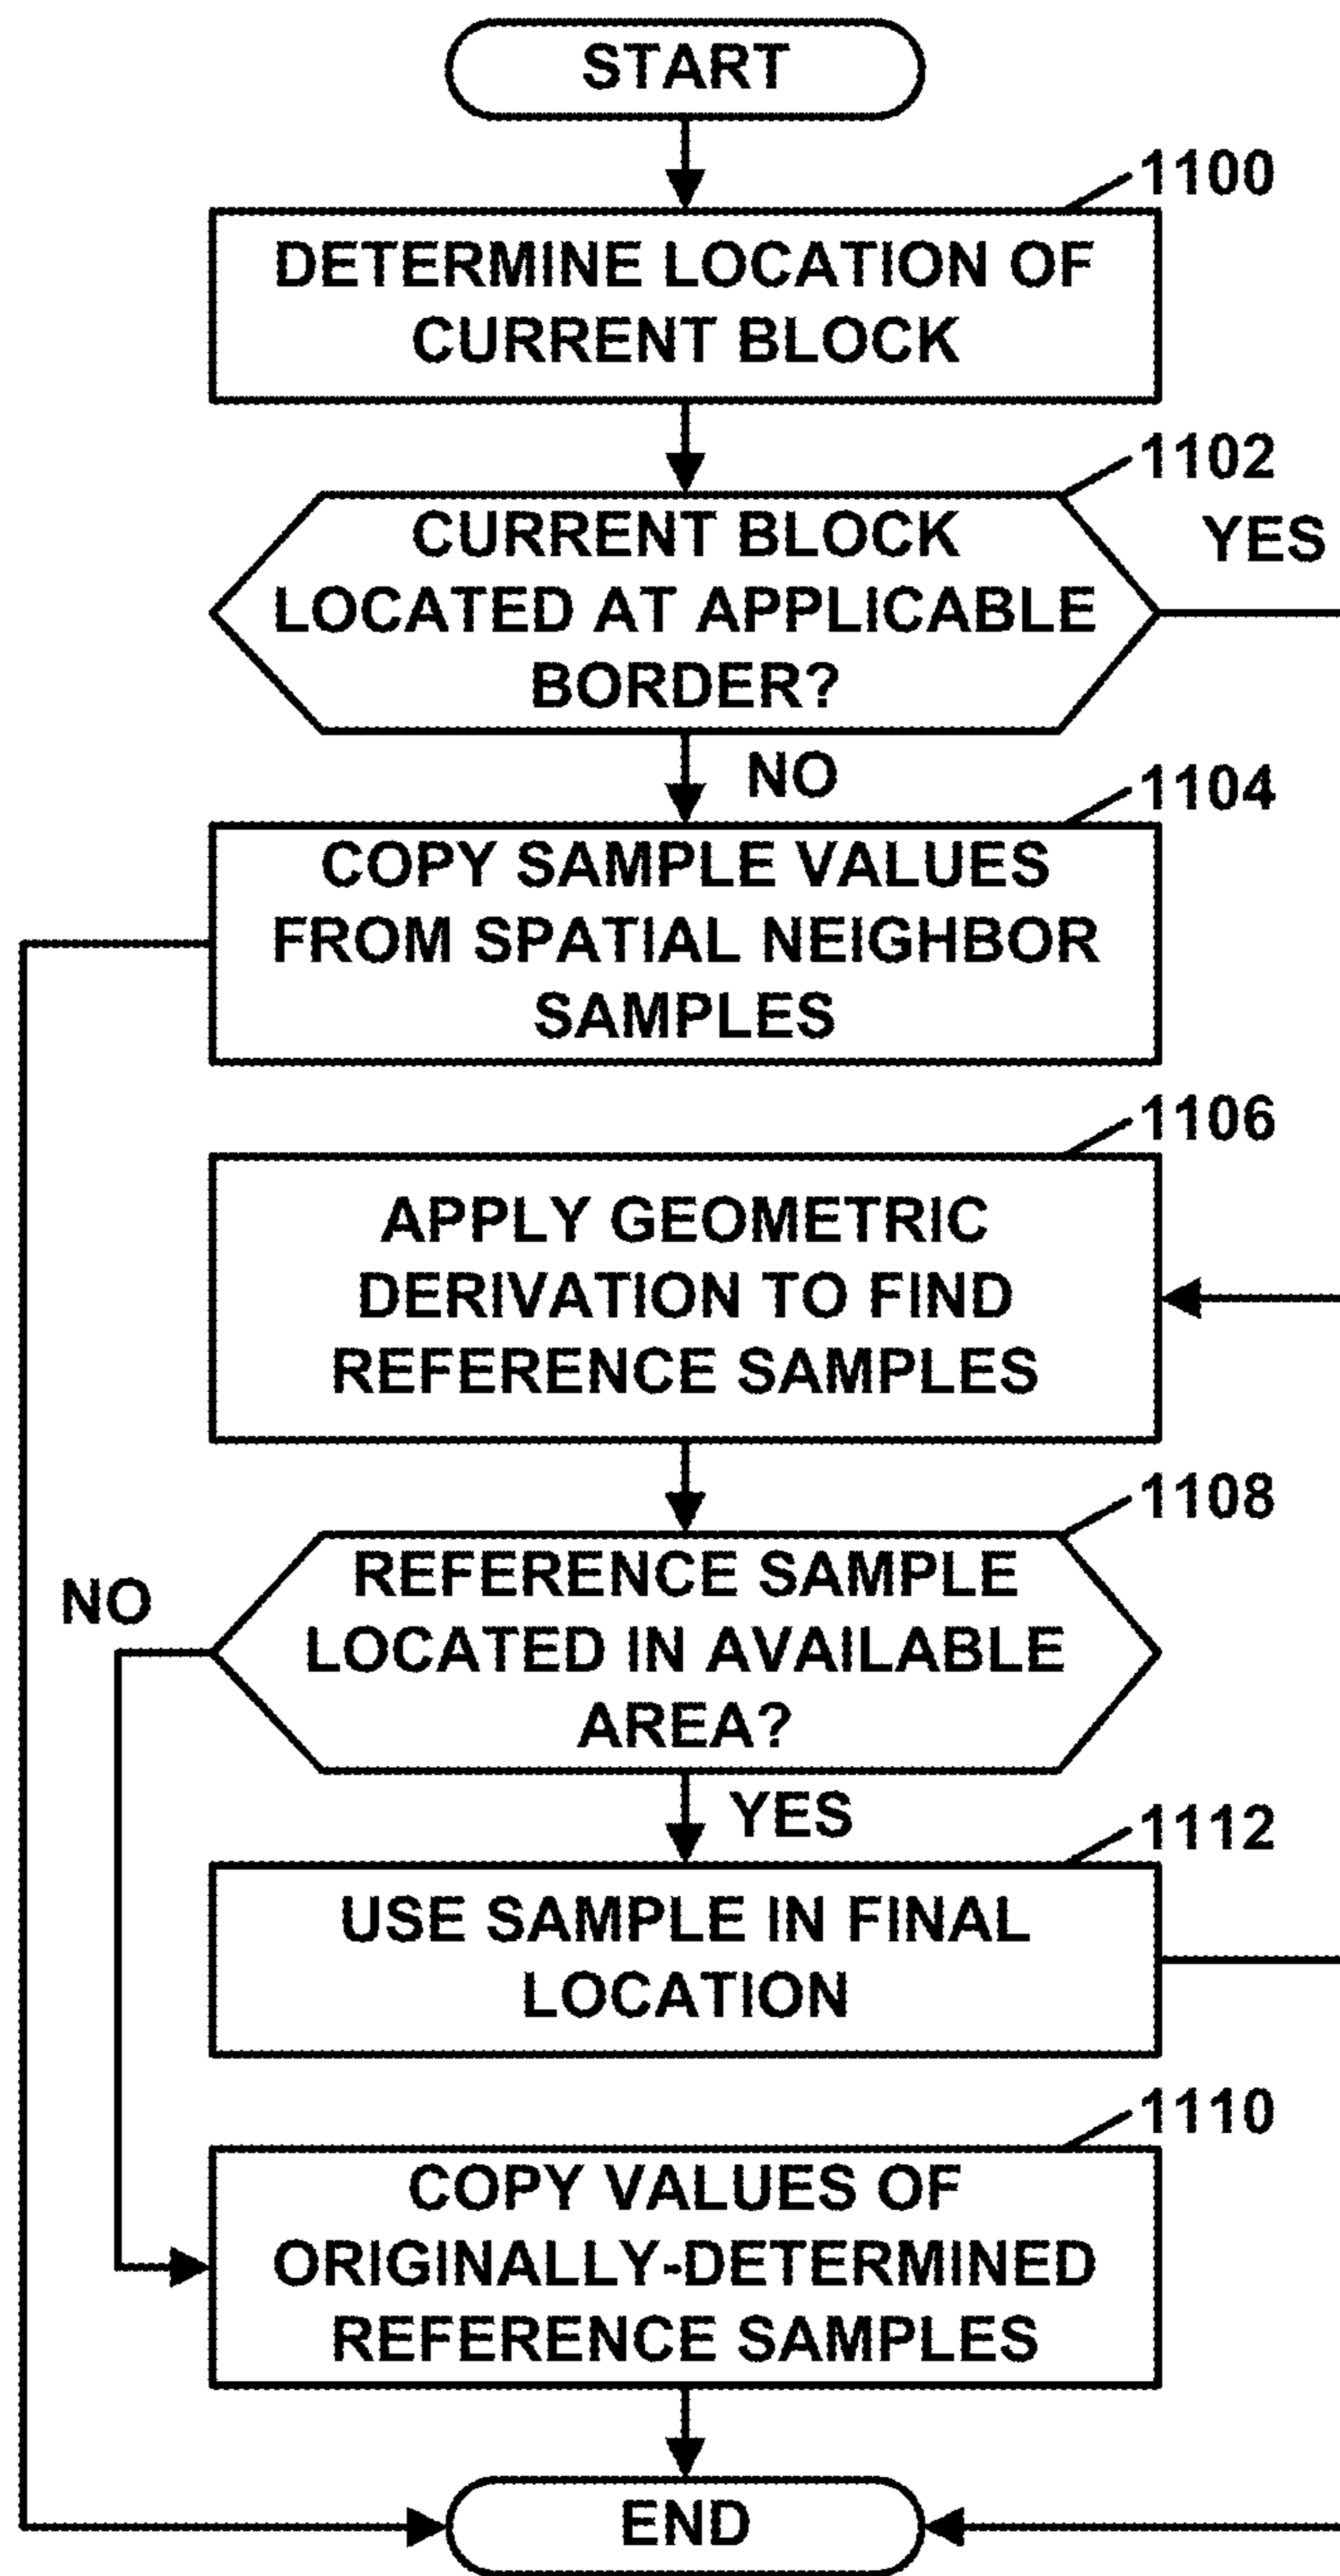 START
1100
DETERMINE LOCATION OF
CURRENT BLOCK
1102
CURRENT BLOCK
LOCATED AT APPLICABLE
BORDER?
YES
NO
1104
COPY SAMPLE VALUES
FROM SPATIAL NEIGHBOR
SAMPLES
1106
APPLY GEOMETRIC
DERIVATION TO FIND
REFERENCE SAMPLES
1108
REFERENCE SAMPLE
LOCATED IN AVAILABLE
AREA?
NO
YES
1112
USE SAMPLE IN FINAL
LOCATION
1110
COPY VALUES OF
ORIGINALLY-DETERMINED
REFERENCE SAMPLES
END